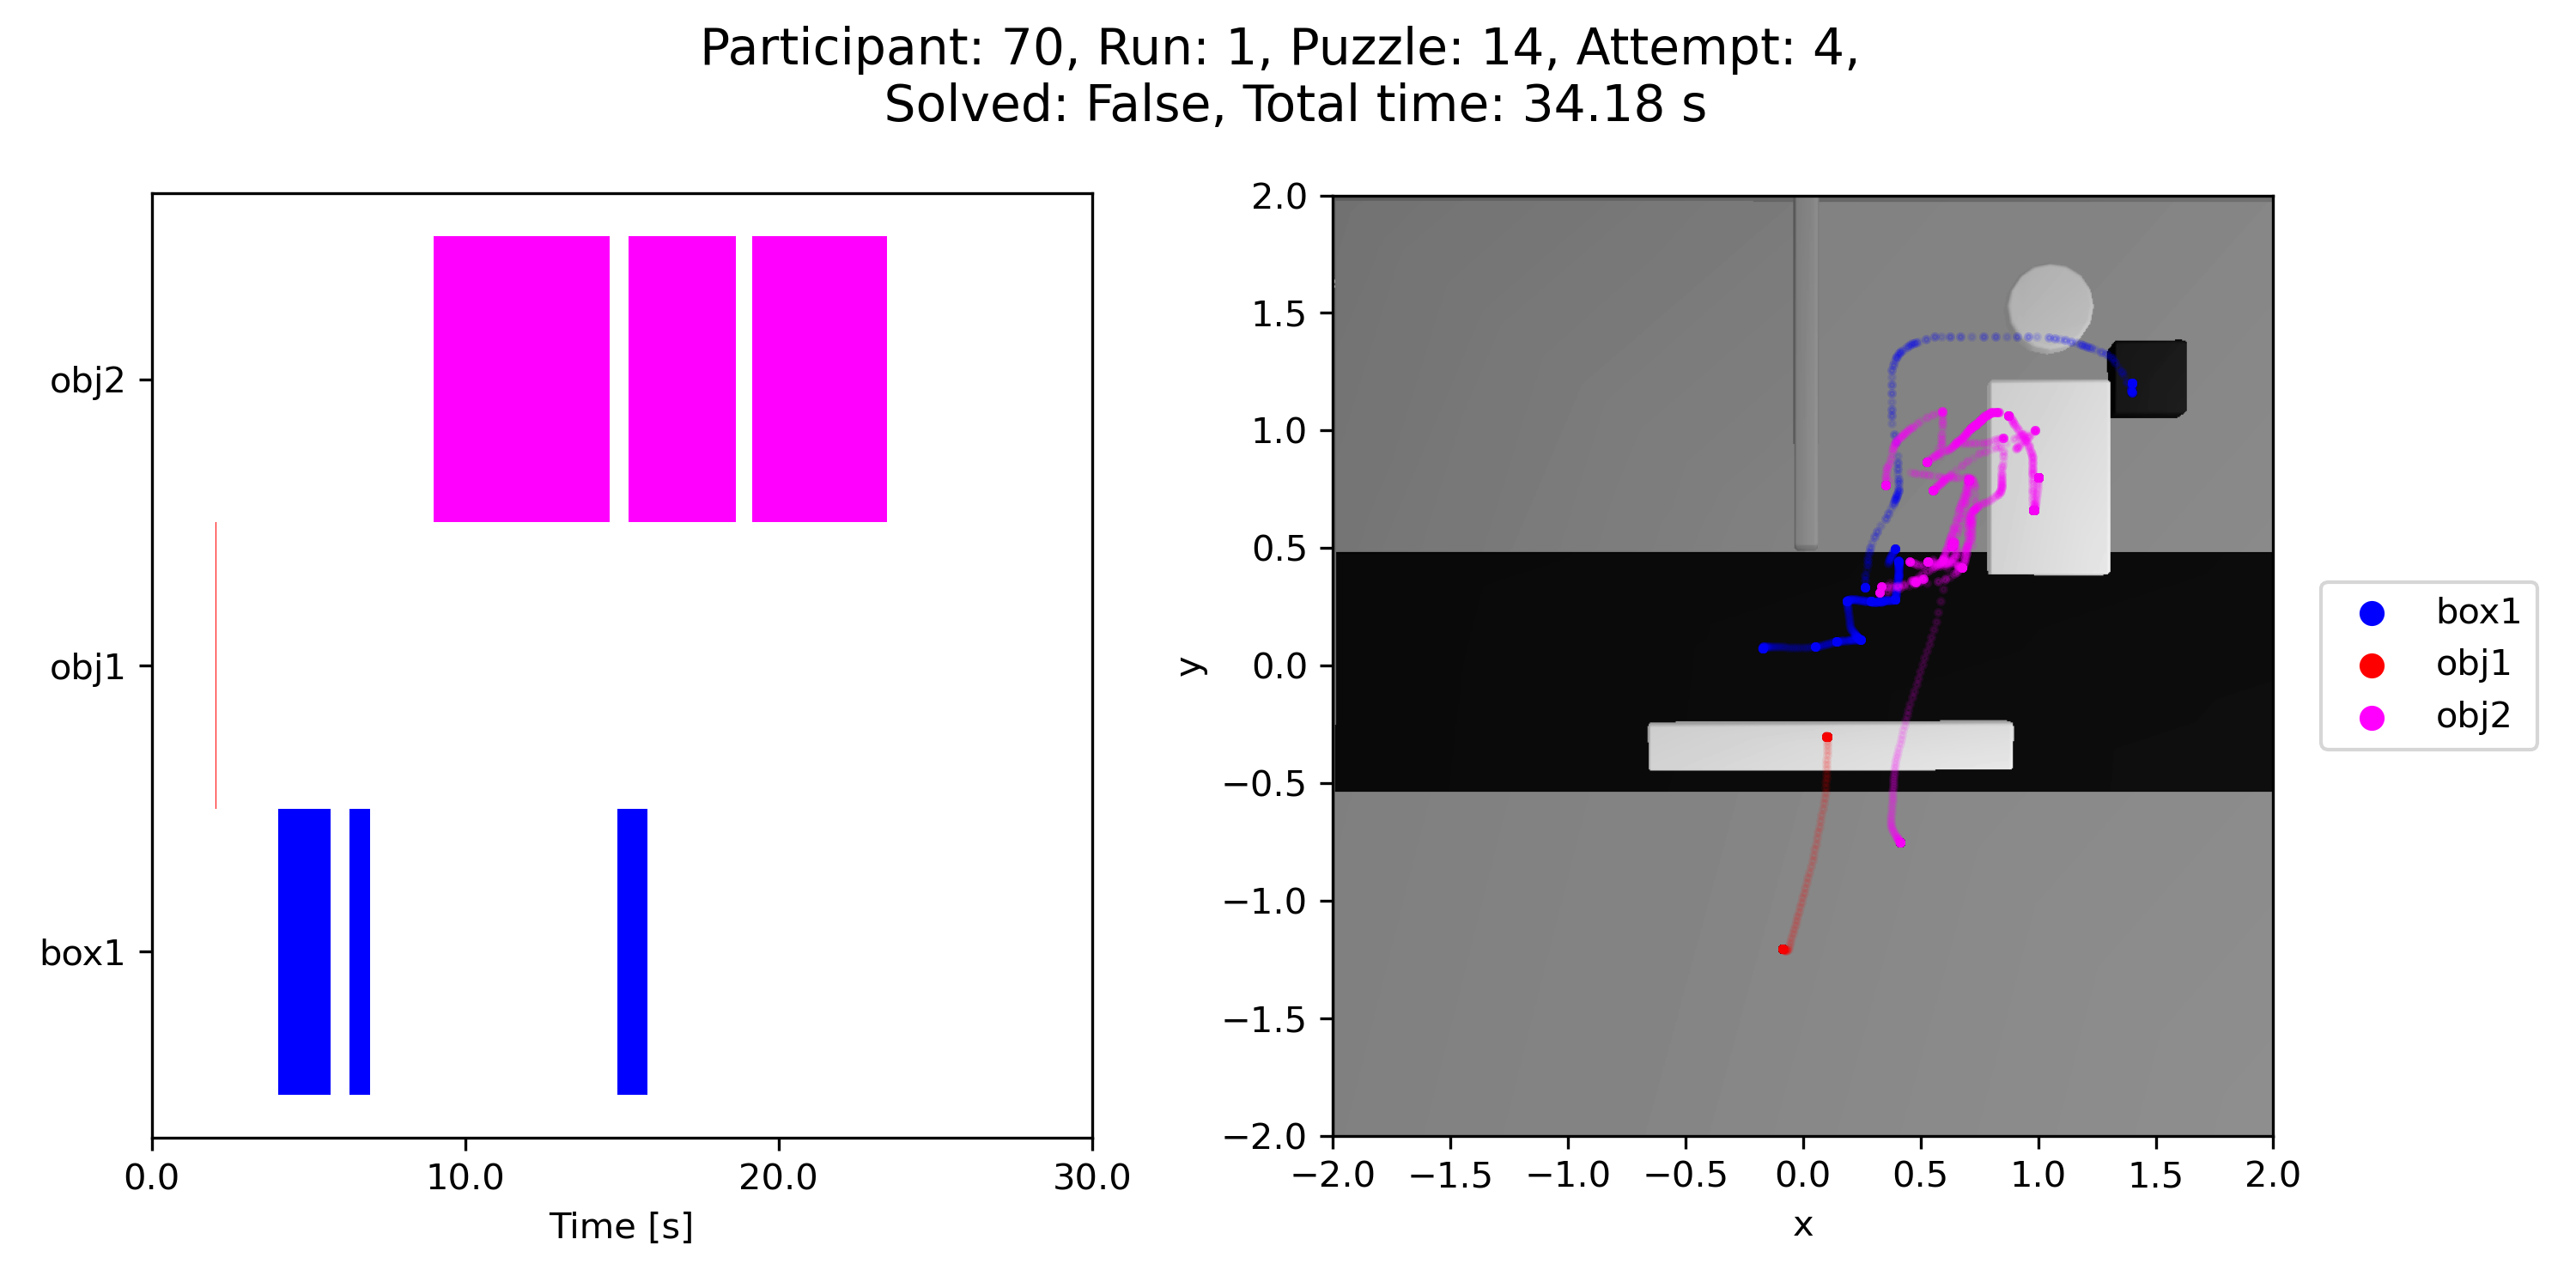 Participant: 70, Run: 1, Puzzle: 14, Attempt: 4,
Solved: False, Total time: 34.18 s
obj2
obj1
box1
0.0 10.0 20.0 30.0
Time [s]
2.0
1.5
1.0
0.5
0.0
−0.5
−1.0
−1.5
−2.0
y
−2.0 −1.5 −1.0 −0.5 0.0 0.5 1.0 1.5 2.0
x
box1
obj1
obj2